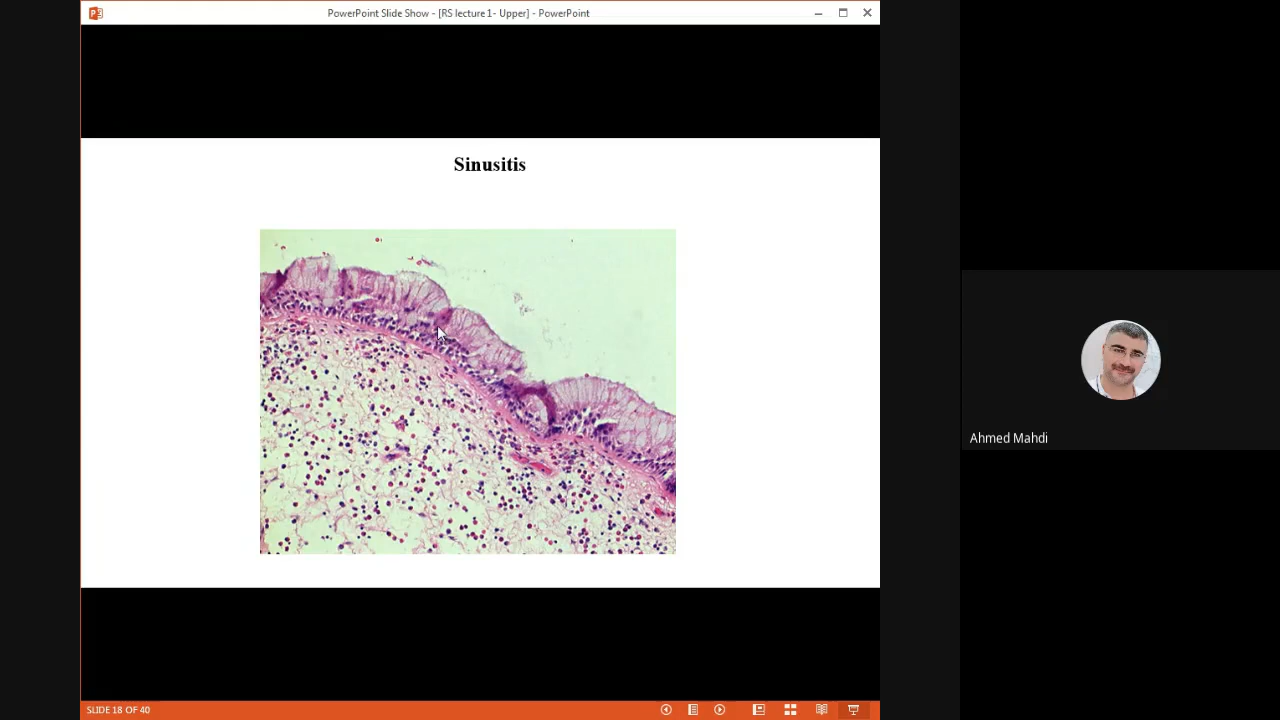 PowerPoint Slide Show - [RS lecture 1- Upper] - PowerPoint
Sinusitis
Ahmed Mahdi
SLIDE 18 OF 40